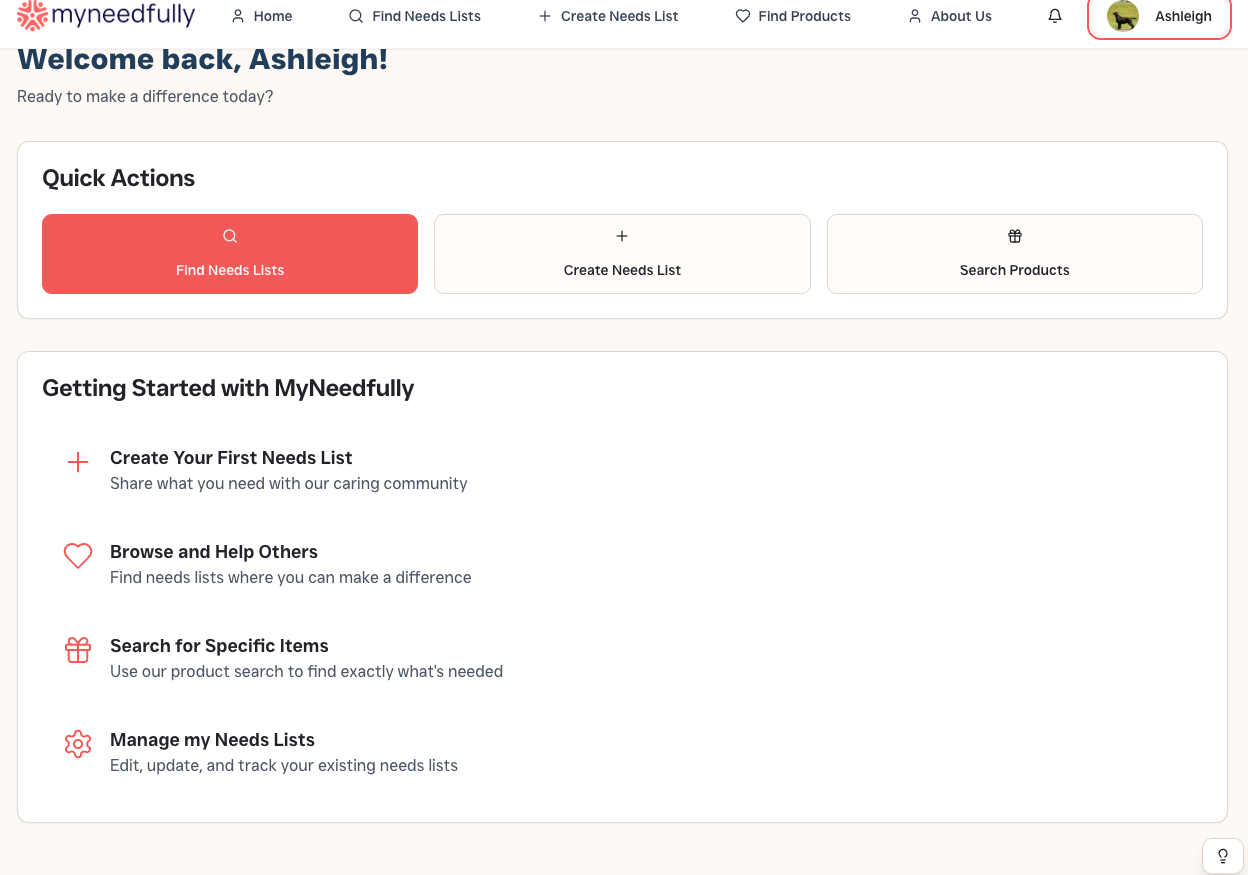 myneedfully
Home
Find Needs Lists
Create Needs List
Find Products
About Us
Ashleigh
Welcome back, Ashleigh!
Ready to make a difference today?
Quick Actions
Find Needs Lists
Create Needs List
Search Products
Getting Started with MyNeedfully
Create Your First Needs List
Share what you need with our caring community
Browse and Help Others
Find needs lists where you can make a difference
Search for Specific Items
Use our product search to find exactly what's needed
Manage my Needs Lists
Edit, update, and track your existing needs lists